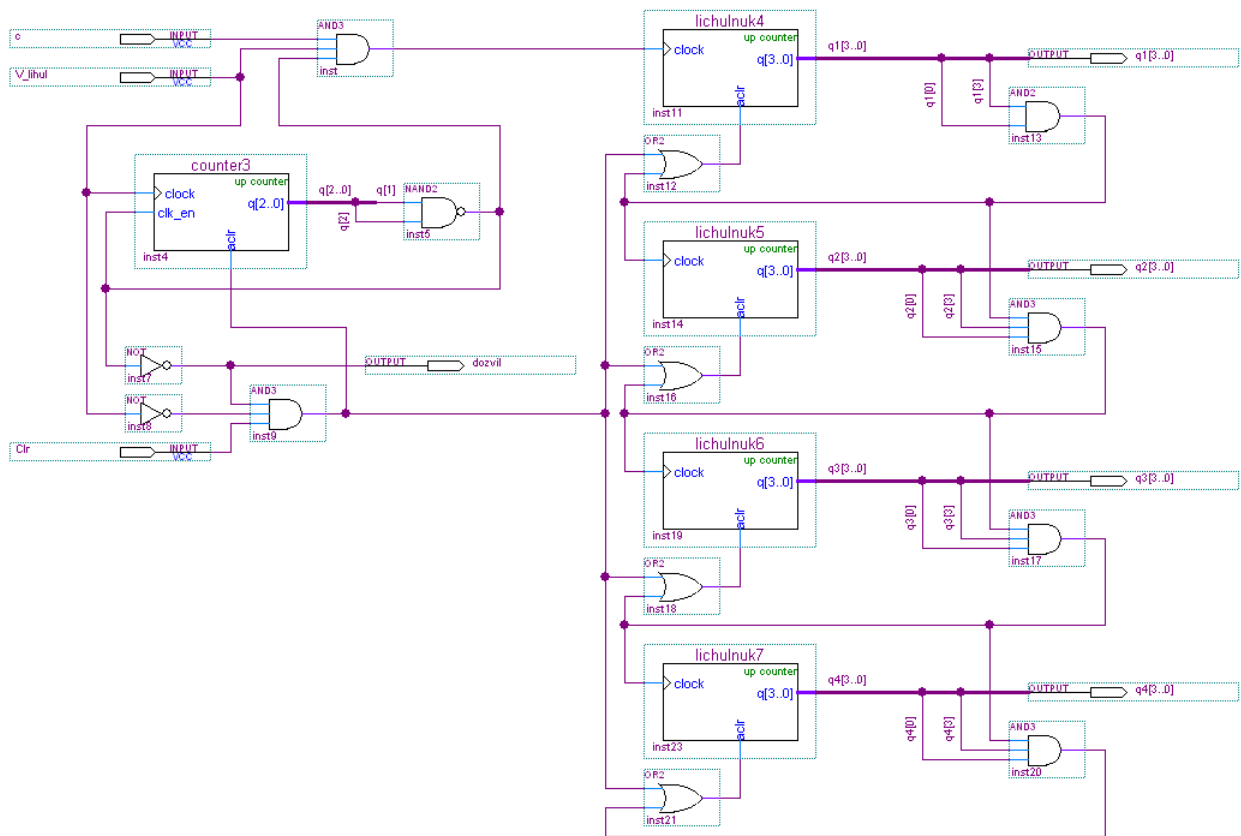 c
INPUT
VCC
V_lihul
INPUT
VCC
AND3
inst
counter3
up counter
clock
q[2..0]
clk_en
aclr
inst4
q[2..0]
q[1]
q[2]
NAND2
inst5
NOT
inst7
OUTPUT
dozvil
NOT
inst8
AND3
inst9
Clr
INPUT
VCC
lichulnuk4
up counter
clock
q[3..0]
aclr
inst11
q1[3..0]
OUTPUT
q1[3..0]
q1[0]
q1[3]
AND2
inst13
OR2
inst12
lichulnuk5
up counter
clock
q[3..0]
aclr
inst14
q2[3..0]
OUTPUT
q2[3..0]
q2[0]
q2[3]
AND3
inst15
OR2
inst16
lichulnuk6
up counter
clock
q[3..0]
aclr
inst19
q3[3..0]
OUTPUT
q3[3..0]
q3[0]
q3[3]
AND3
inst17
OR2
inst18
lichulnuk7
up counter
clock
q[3..0]
aclr
inst23
q4[3..0]
OUTPUT
q4[3..0]
q4[0]
q4[3]
AND3
inst20
OR2
inst21